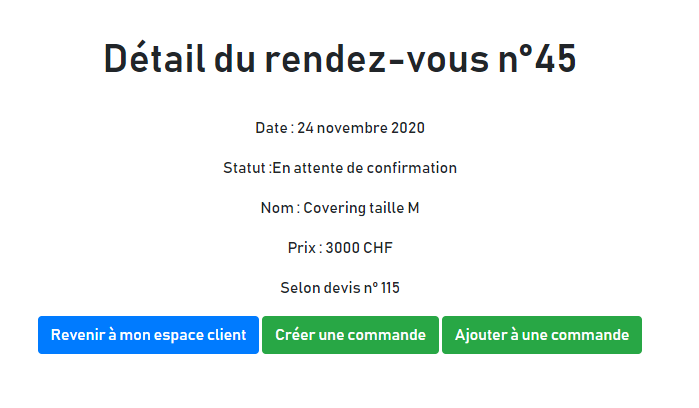 Détail du rendez-vous n°45
Date : 24 novembre 2020
Statut :En attente de confirmation
Nom : Covering taille M
Prix : 3000 CHF
Selon devis n° 115
Revenir à mon espace client Créer une commande Ajouter à une commande